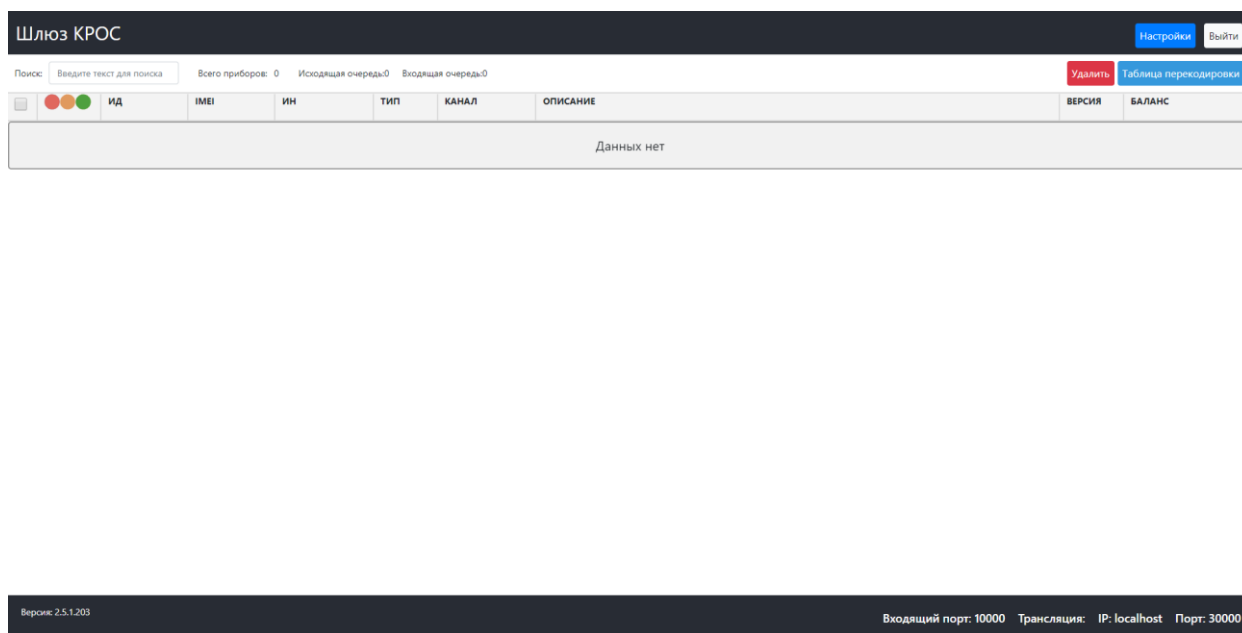 Шлюз КРОС Настройки Выйти
Поиск: Введите текст для поиска Всего приборов: 0 Исходящая очередь:0 Входящая очередь:0 Удалить Таблица перекодировки
ИД IMEI ИН ТИП КАНАЛ ОПИСАНИЕ ВЕРСИЯ БАЛАНС
Данных нет
Версия: 2.5.1.203
Входящий порт: 10000 Трансляция: IP: localhost Порт: 30000